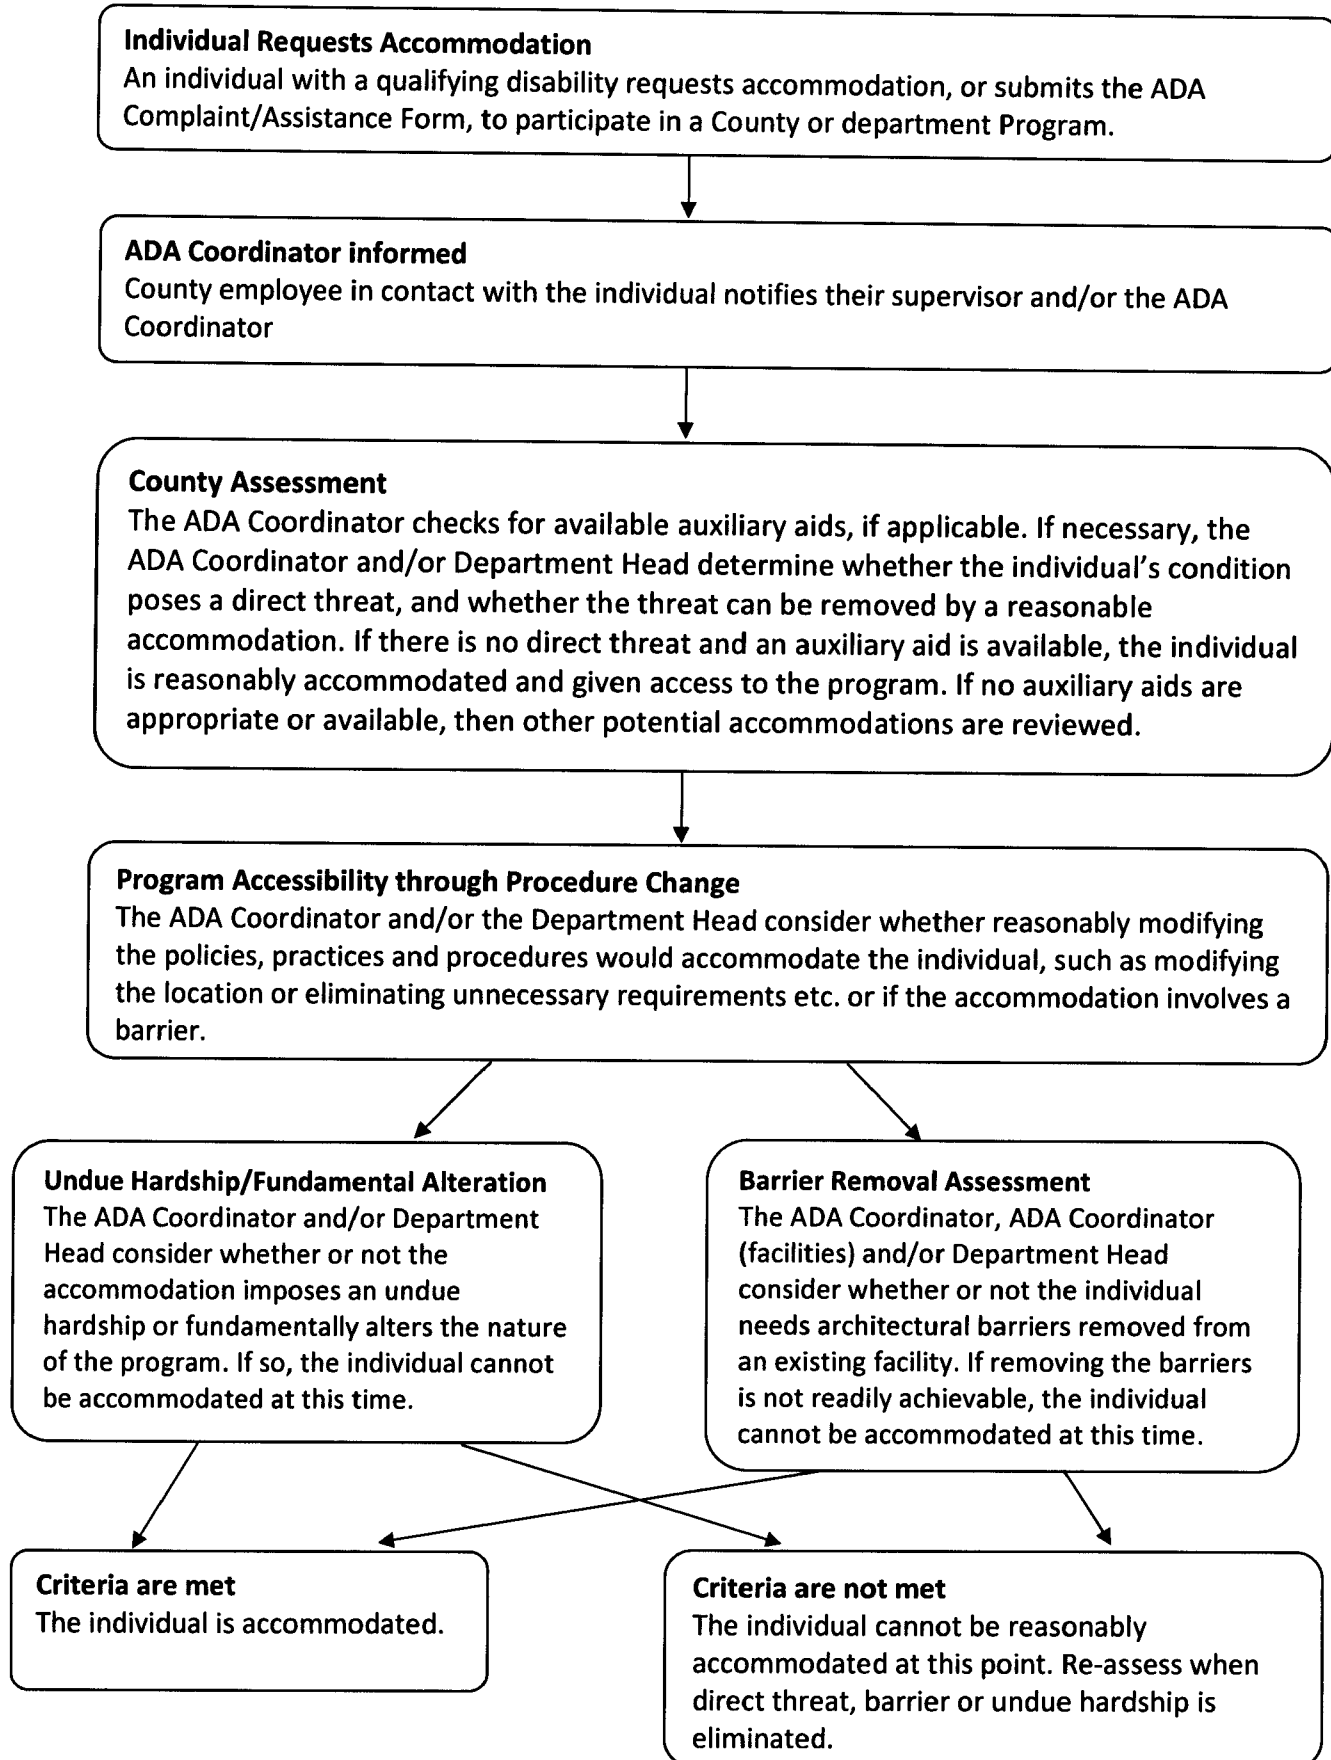 Individual Requests Accommodation
An individual with a qualifying disability requests accommodation, or submits the ADA
Complaint/Assistance Form, to participate in a County or department Program.
ADA Coordinator informed
County employee in contact with the individual notifies their supervisor and/or the ADA
Coordinator
County Assessment
The ADA Coordinator checks for available auxiliary aids, if applicable. If necessary, the
ADA Coordinator and/or Department Head determine whether the individual's condition
poses a direct threat, and whether the threat can be removed by a reasonable
accommodation. If there is no direct threat and an auxiliary aid is available, the individual
is reasonably accommodated and given access to the program. If no auxiliary aids are
appropriate or available, then other potential accommodations are reviewed.
Program Accessibility through Procedure Change
The ADA Coordinator and/or the Department Head consider whether reasonably modifying
the policies, practices and procedures would accommodate the individual, such as modifying
the location or eliminating unnecessary requirements etc. or if the accommodation involves a
barrier.
Undue Hardship/Fundamental Alteration
The ADA Coordinator and/or Department
Head consider whether or not the
accommodation imposes an undue
hardship or fundamentally alters the nature
of the program. If so, the individual cannot
be accommodated at this time.
Barrier Removal Assessment
The ADA Coordinator, ADA Coordinator
(facilities) and/or Department Head
consider whether or not the individual
needs architectural barriers removed from
an existing facility. If removing the barriers
is not readily achievable, the individual
cannot be accommodated at this time.
Criteria are met
The individual is accommodated.
Criteria are not met
The individual cannot be reasonably
accommodated at this point. Re-assess when
direct threat, barrier or undue hardship is
eliminated.